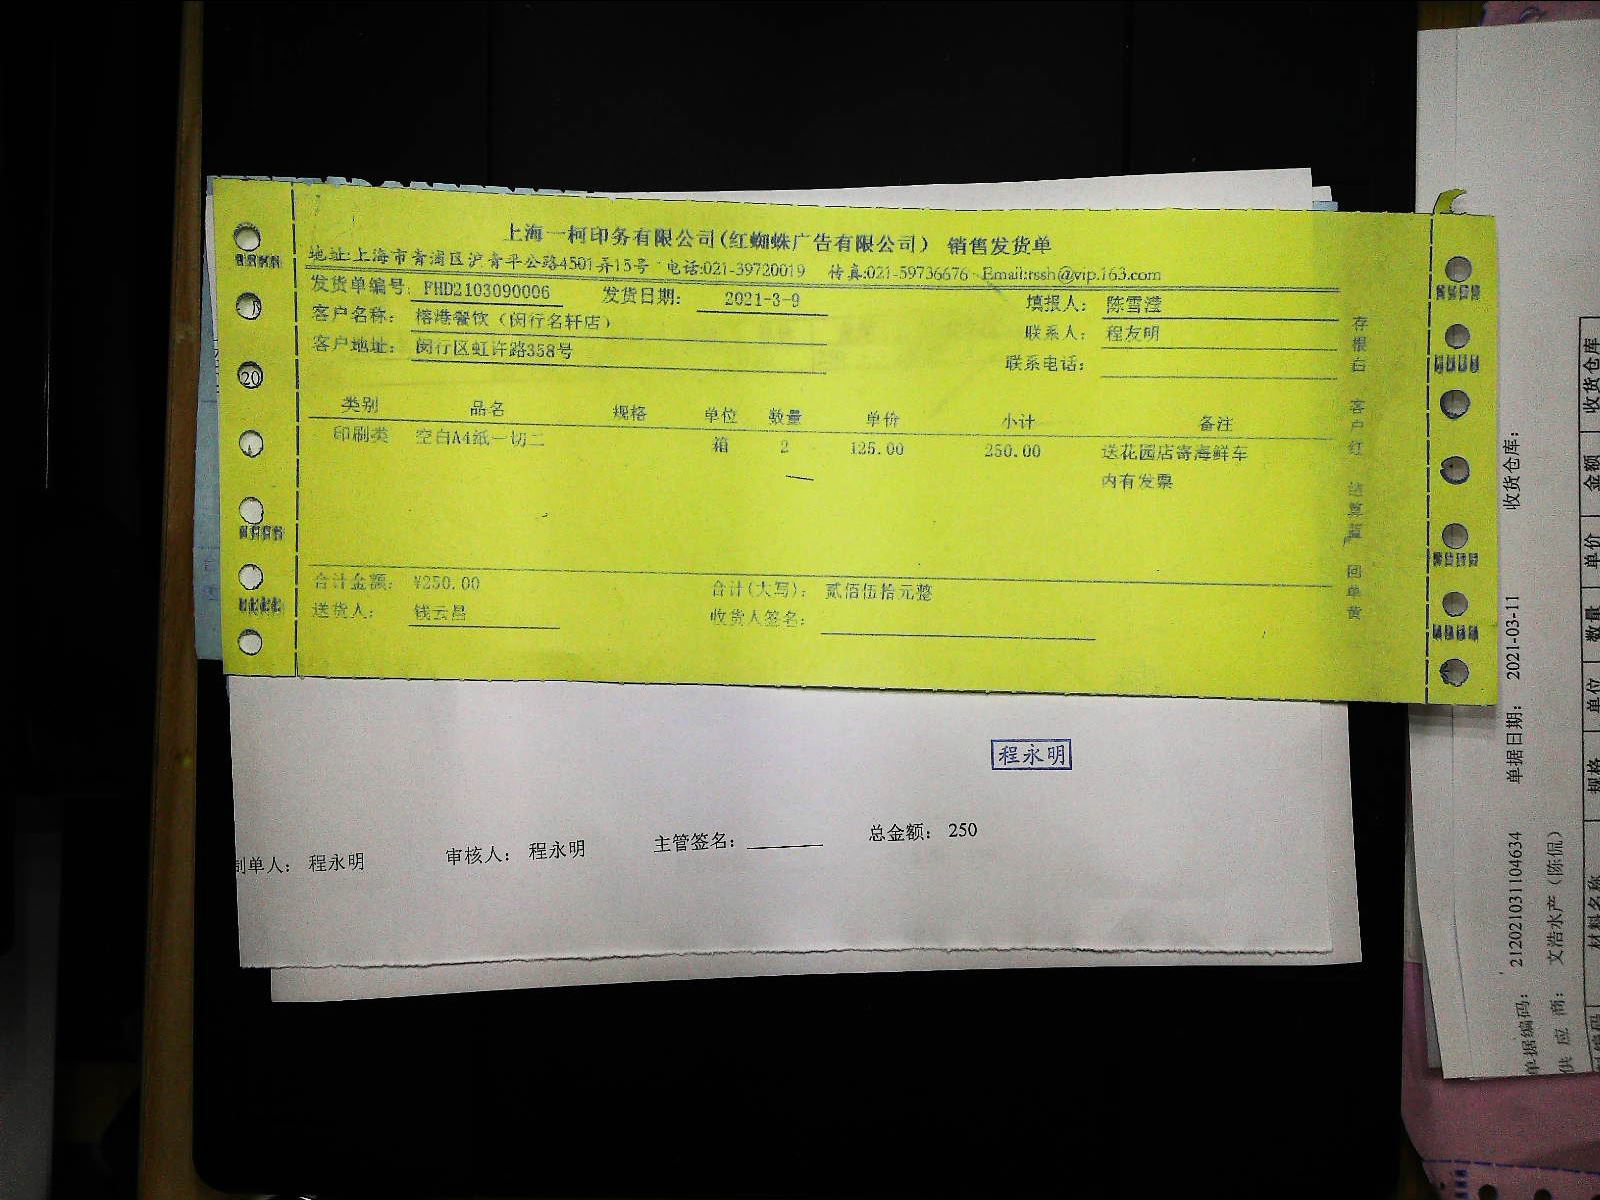 上海一柯印务有限公司(红蜘蛛广告有限公司) 销售发货单
地址:上海市青浦区沪青平公路4501弄15号 电话:021-39720019 传真:021-59736676 Email:rssh@vip.163.com
发货单编号: FHD2103090006 发货日期: 2021-3-9 填报人: 陈雪滢
客户名称: 榕港餐饮（闵行名轩店） 联系人: 程友明
客户地址: 闵行区虹许路358号 联系电话:
类别 品名 规格 单位 数量 单价 小计 备注
印刷类 空白A4纸一切二 箱 2 125.00 250.00 送花园店寄海鲜车
内有发票
合计金额: ¥250.00 合计(大写): 贰佰伍拾元整
送货人: 钱云昌 收货人签名:
存根白 客户红 结算蓝 回单黄
20
程永明
制单人: 程永明 审核人: 程永明 主管签名: 总金额: 250
单据编码: 212021031104634 单据日期: 2021-03-11 收货仓库:
供应商: 文浩水产（陈侃）
材料名称 规格 单位 数量 单价 金额 收货仓库